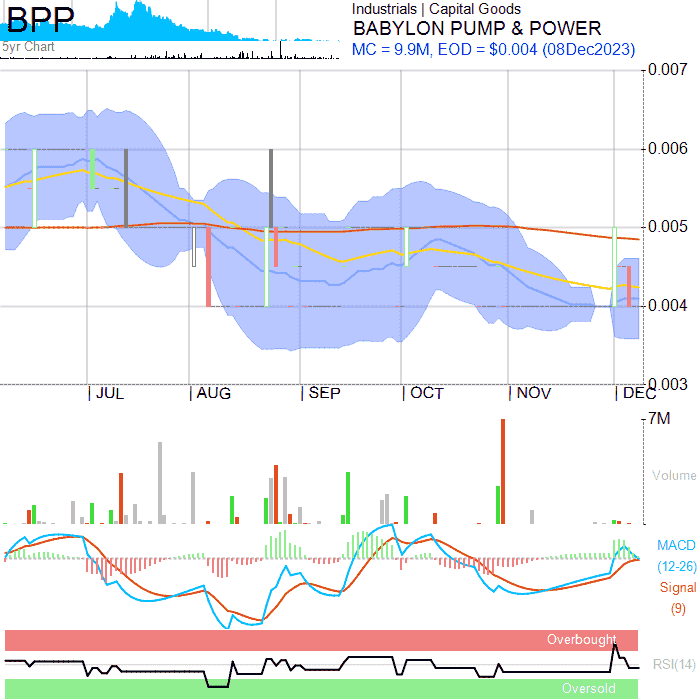 BPP
5yr Chart
Industrials | Capital Goods
BABYLON PUMP & POWER
MC = 9.9M, EOD = $0.004 (08Dec2023)
0.007
0.006
0.005
0.004
0.003
JUL
AUG
SEP
OCT
NOV
DEC
7M
Volume
MACD
(12-26)
Signal
(9)
Overbought
RSI(14)
Oversold